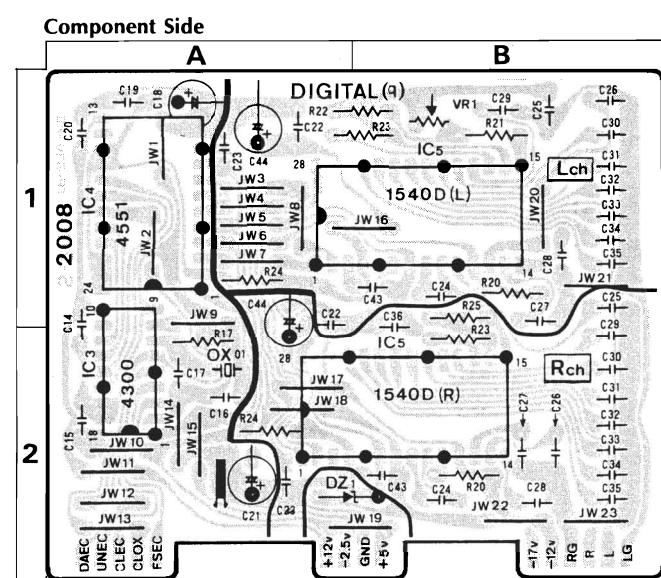 Component Side
A
B
1
2
DIGITAL(q)
C19
13
C18
+
C20
JW1
IC4
4551
2008
JW2
24
9
1
C23
C44
+
C22
28
JW3
JW4
JW5
JW6
JW7
R24
JW8
R22
R23
VR1
C29
R21
C25
IC5
15
1540D(L)
JW16
JW20
1
14
C28
Lch
C26
C30
C31
C32
C33
C34
C35
JW21
C44
+
C22
C43
C36
C24
R20
R25
R23
C27
IC5
C14
10
IC3
4300
C15
18
1
JW9
R17
OX 01
C17
C16
JW14
JW15
JW10
JW11
JW12
JW13
28
JW17
JW18
R24
1540D(R)
15
Rch
C27
C26
1
14
C25
C29
C30
C31
C32
C33
C34
C35
+
C21
C23
DZ1
C43
C24
R20
C28
JW19
JW22
JW23
DAEC
UNEC
CLEC
CLOX
FSEC
+12v
-2.5v
GND
+5v
-17v
-12v
RG
R
L
LG